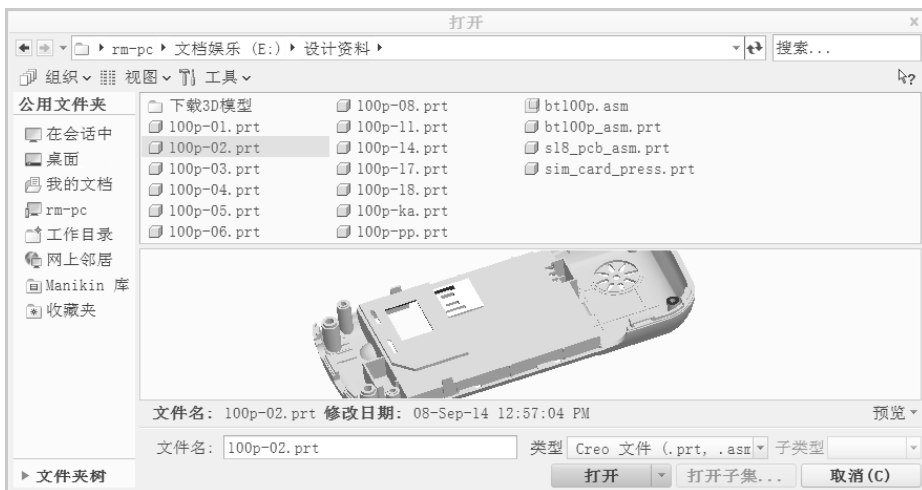 打开
rm-pc 文档娱乐 (E:) 设计资料 搜索...
组织 视图 工具
公用文件夹
在会话中
桌面
我的文档
rm-pc
工作目录
网上邻居
Manikin 库
收藏夹
文件夹树
下载3D模型 100p-08.prt bt100p.asm
100p-01.prt 100p-11.prt bt100p_asm.prt
100p-02.prt 100p-14.prt sl8_pcb_asm.prt
100p-03.prt 100p-17.prt sim_card_press.prt
100p-04.prt 100p-18.prt
100p-05.prt 100p-ka.prt
100p-06.prt 100p-pp.prt
文件名: 100p-02.prt 修改日期: 08-Sep-14 12:57:04 PM 预览
文件名: 100p-02.prt 类型 Creo 文件 (.prt, .asm 子类型
打开 打开子集... 取消(C)